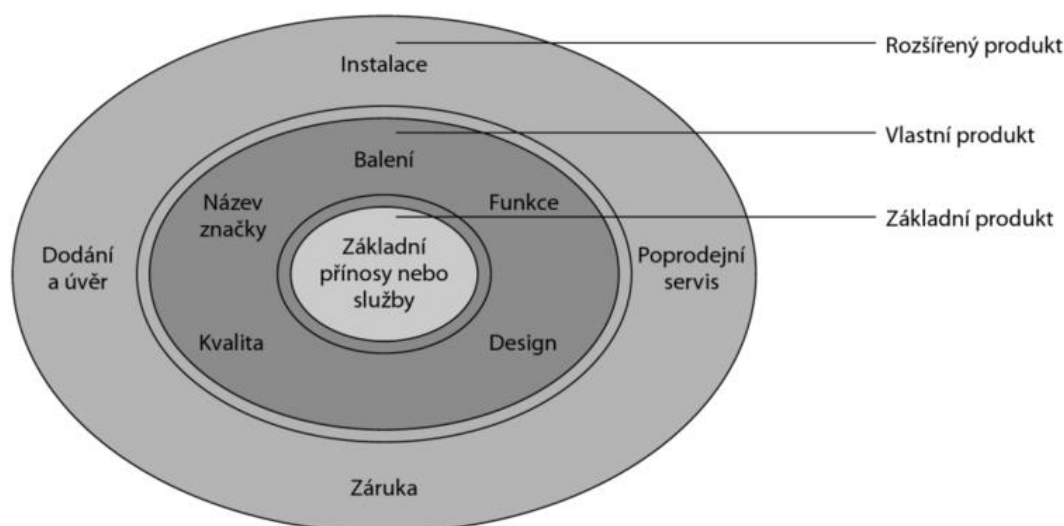 Rozšířený produkt
Instalace
Vlastní produkt
Balení
Název
značky
Funkce
Základní produkt
Základní
přínosy nebo
služby
Dodání
a úvěr
Poprodejní
servis
Kvalita
Design
Záruka